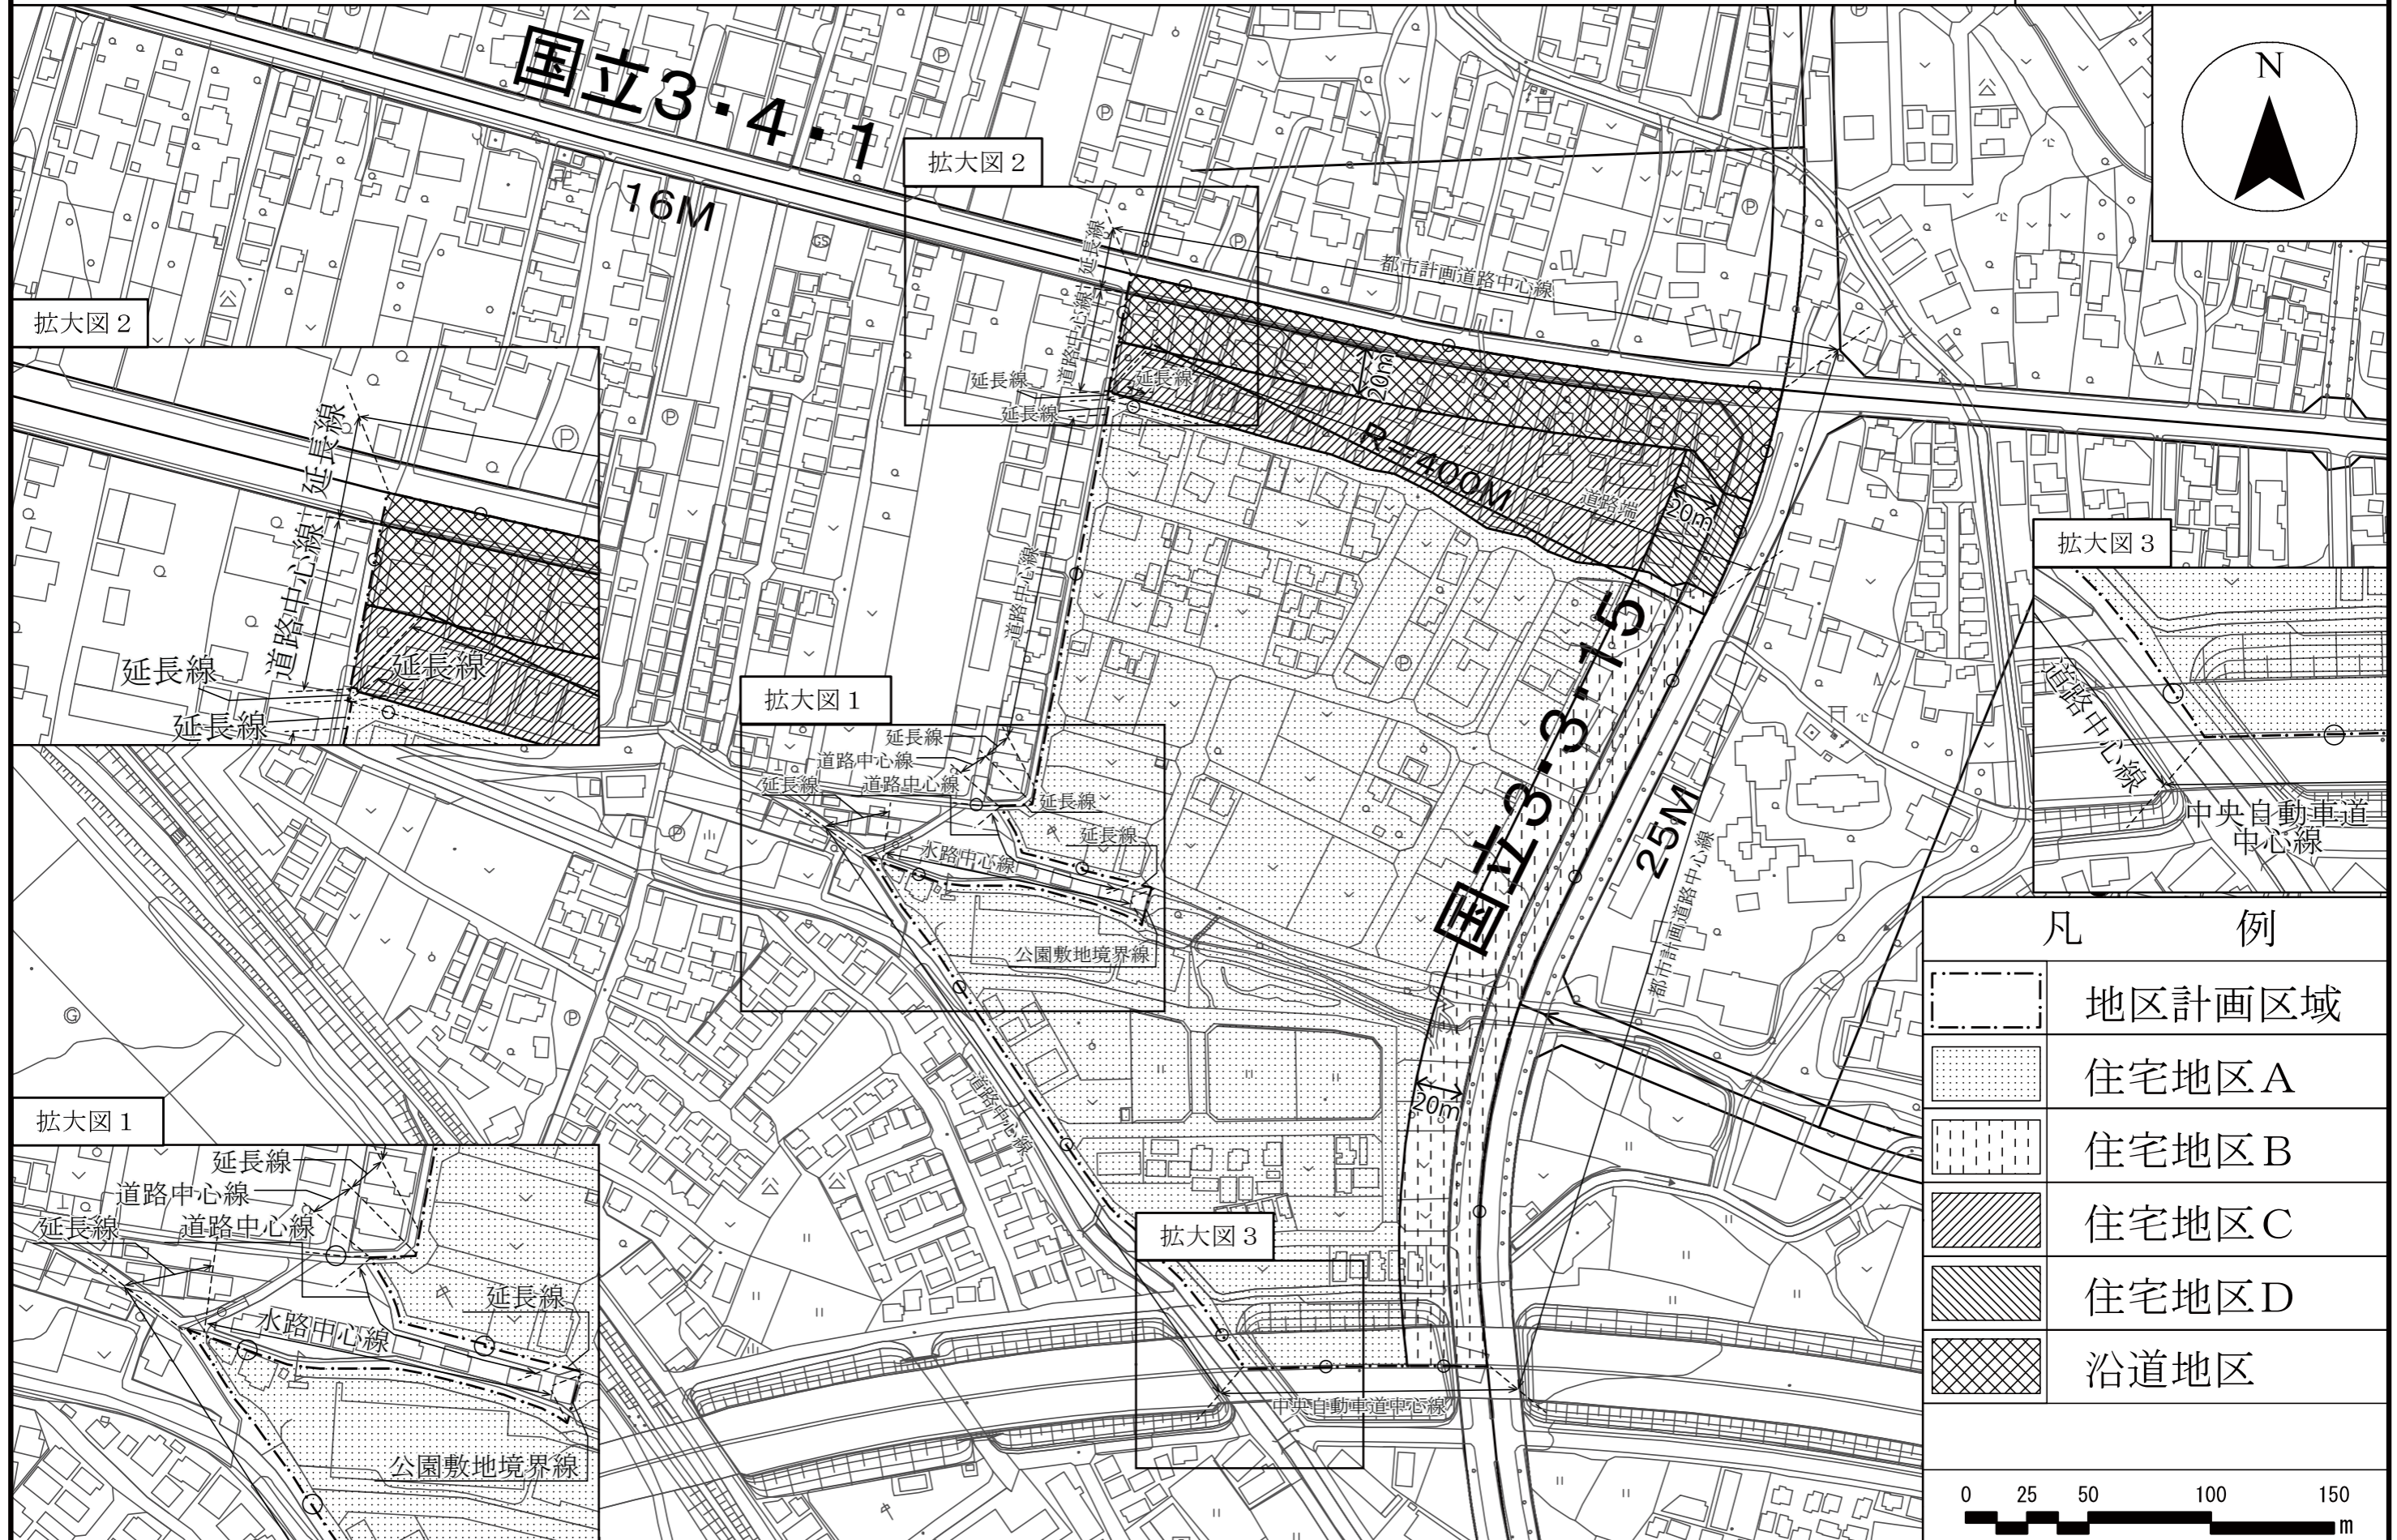 国立3・4・1
16M
拡大図2
N
延長線
道路中心線
都市計画道路中心線
延長線
延長線
延長線
20m
R=400M
道路端
20m
拡大図2
延長線
道路中心線
延長線
延長線
延長線
道路中心線
国立3・3・15
25M
都市計画道路中心線
20m
拡大図3
道路中心線
中央自動車道
中心線
拡大図1
延長線
道路中心線
延長線
道路中心線
延長線
延長線
水路中心線
公園敷地境界線
道路中心線
拡大図1
延長線
道路中心線
延長線
道路中心線
延長線
水路中心線
公園敷地境界線
拡大図3
中央自動車道中心線
凡 例
地区計画区域
住宅地区A
住宅地区B
住宅地区C
住宅地区D
沿道地区
0 25 50 100 150
m
GS
P
P
P
P
P
P
P
P
P
P
G